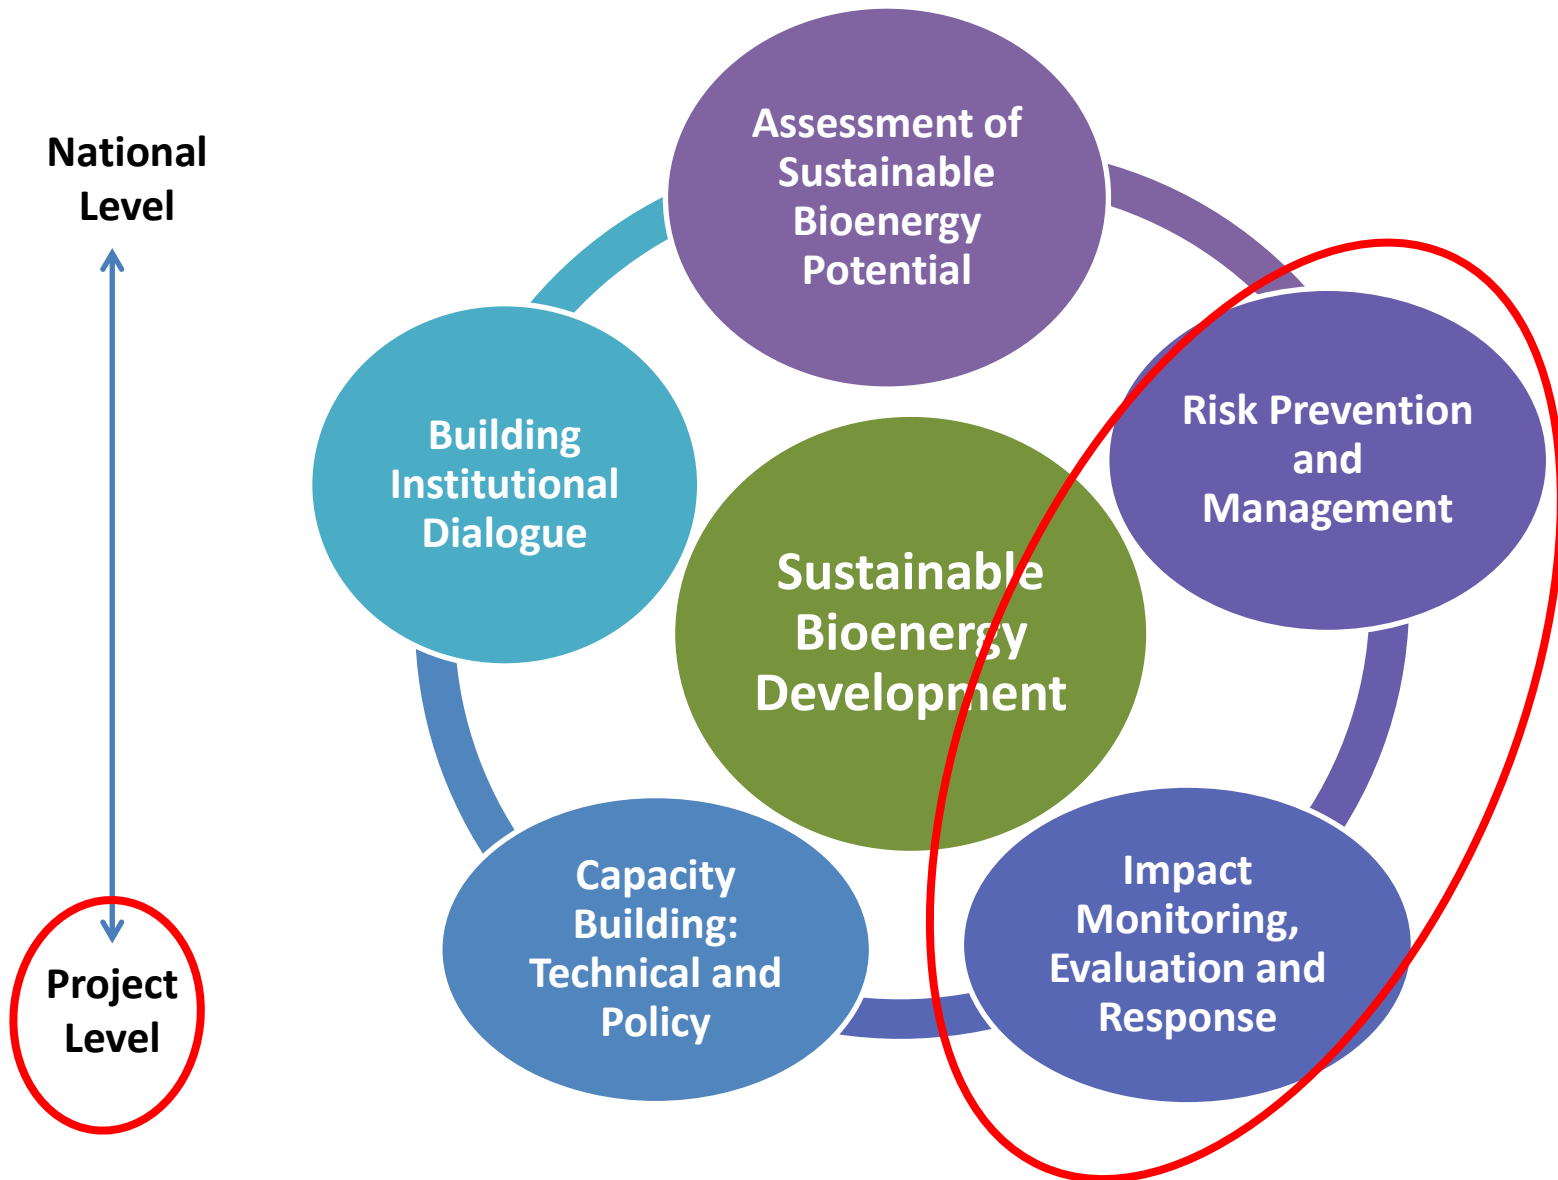 National
Level
Project
Level
Assessment of
Sustainable
Bioenergy
Potential
Risk Prevention
and
Management
Impact
Monitoring,
Evaluation and
Response
Capacity
Building:
Technical and
Policy
Building
Institutional
Dialogue
Sustainable
Bioenergy
Development